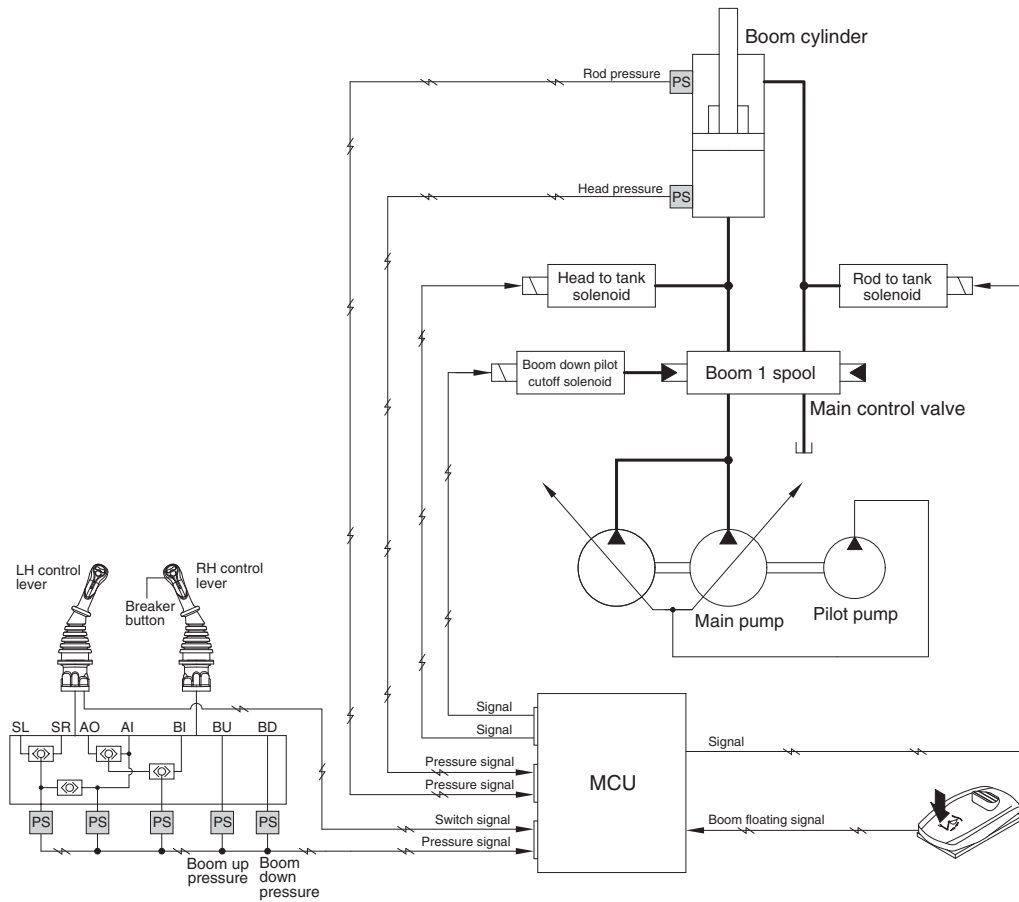 Boom cylinder
Rod pressure
PS
Head pressure
PS
Head to tank
solenoid
Rod to tank
solenoid
Boom down pilot
cutoff solenoid
Boom 1 spool
Main control valve
Main pump
Pilot pump
LH control
lever
RH control
lever
Breaker
button
SL
SR
AO
AI
BI
BU
BD
PS
PS
PS
PS
PS
Boom up
pressure
Boom
down
pressure
Signal
Signal
Pressure signal
Pressure signal
Switch signal
Pressure signal
MCU
Signal
Boom floating signal